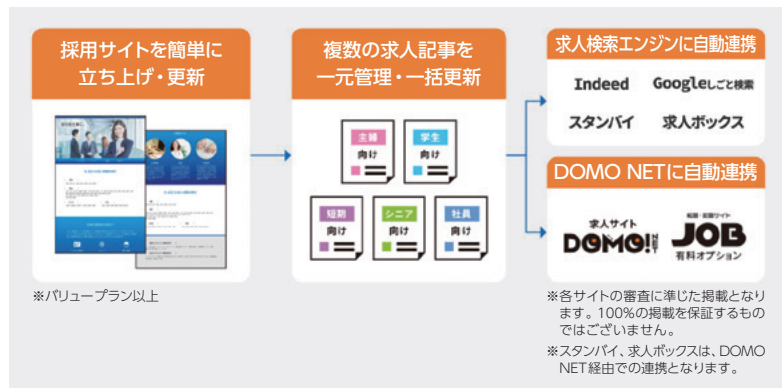 採用サイトを簡単に
立ち上げ・更新
※バリュープラン以上
複数の求人記事を
一元管理・一括更新
主婦
向け
学生
向け
短期
向け
シニア
向け
社員
向け
求人検索エンジンに自動連携
Indeed
Googleしごと検索
スタンバイ
求人ボックス
DOMO NETに自動連携
求人サイト
DOMO!NET
転職・就職サイト
JOB
有料オプション
※各サイトの審査に準じた掲載となり
ます。100%の掲載を保証するもの
ではございません。
※スタンバイ、求人ボックスは、DOMO
NET経由での連携となります。